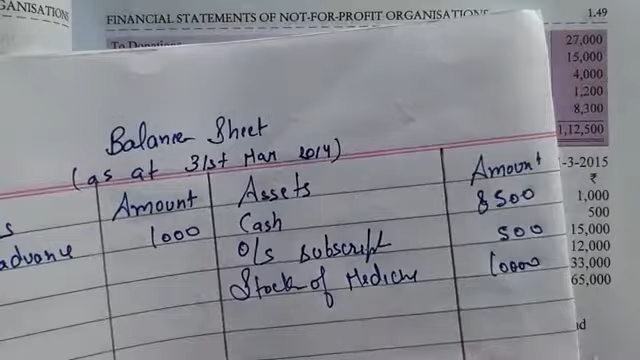 GANISATIONS
FINANCIAL STATEMENTS OF NOT-FOR-PROFIT ORGANISATIONS 1.49
To Donations 27,000
15,000
4,000
1,200
8,300
1,12,500
Balance Sheet
(as at 31st Mar 2014)
-3-2015
₹
1,000
500
15,000
12,000
33,000
65,000
s Amount Assets Amount
advance 1000 Cash 8500
O/s subscript 500
Stock of Medicine 10000
nd